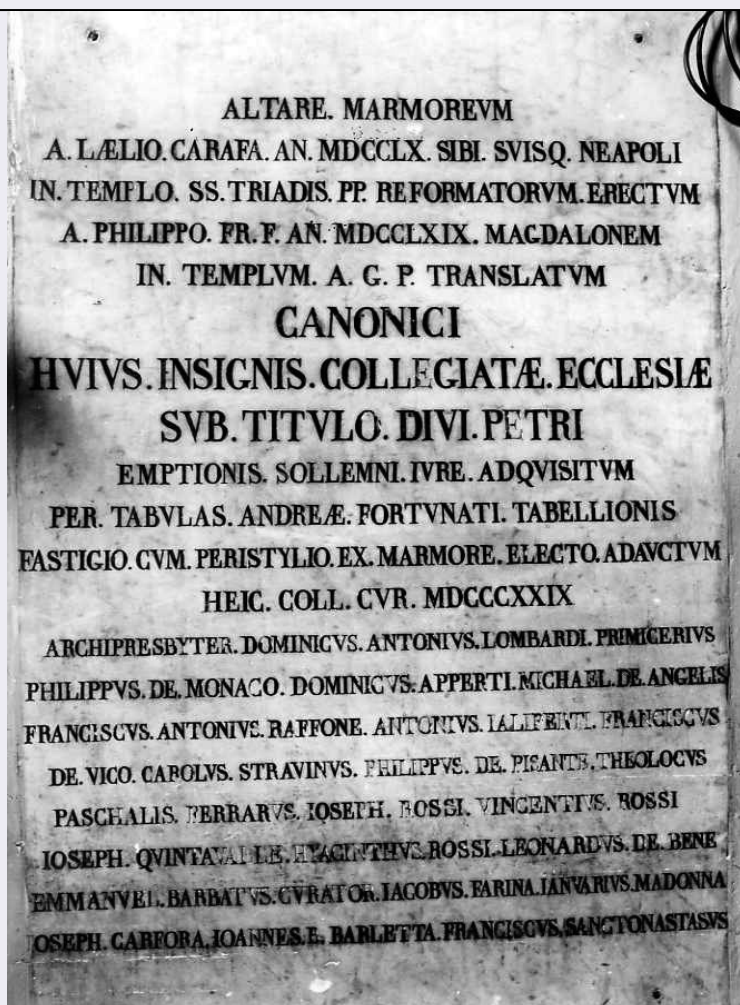 ALTARE. MARMOREVM
A. LÆLIO. CARAFA. AN. MDCCLX. SIBI. SVISQ. NEAPOLI
IN. TEMPLO. SS. TRIADIS. PP. REFORMATORVM. ERECTVM
A. PHILIPPO. FR. F. AN. MDCCLXIX. MAGDALONEM
IN. TEMPLVM. A. G. P. TRANSLATVM
CANONICI
HVIVS. INSIGNIS. COLLEGIATÆ. ECCLESIÆ
SVB. TITVLO. DIVI. PETRI
EMPTIONIS. SOLLEMNI. IVRE. ADQVISITVM
PER. TABVLAS. ANDREÆ. FORTVNATI. TABELLIONIS
FASTIGIO. CVM. PERISTYLIO. EX. MARMORE. ELECTO. ADAVCTVM
HEIC. COLL. CVR. MDCCCXXIX
ARCHIPRESBYTER. DOMINICVS. ANTONIVS. LOMBARDI. PRIMICERIVS
PHILIPPVS. DE. MONACO. DOMINICVS. APPERTI. MICHAEL. DE. ANGELIS
FRANCISCVS. ANTONIVS. RAFFONE. ANTONIVS. FRANCISCVS
DE. VICO. CAROLVS. STRAVINVS. PHILIPPVS. DE. PISANTE. THEOLOGVS
PASCHALIS. FERRARVS. IOSEPH. ROSSI. VINCENTIVS. ROSSI
IOSEPH. QVINTAVALLE. HYACINTHVS. ROSSI. LEONARDVS. DE. BENE
EMMANVEL. BARBATVS. CVRATOR. IACOBVS. FARINA. IANVARIVS. MADONNA
IOSEPH. CARFORA. IOANNES. E. BARLETTA. FRANCISCVS. SANCTONASTASVS